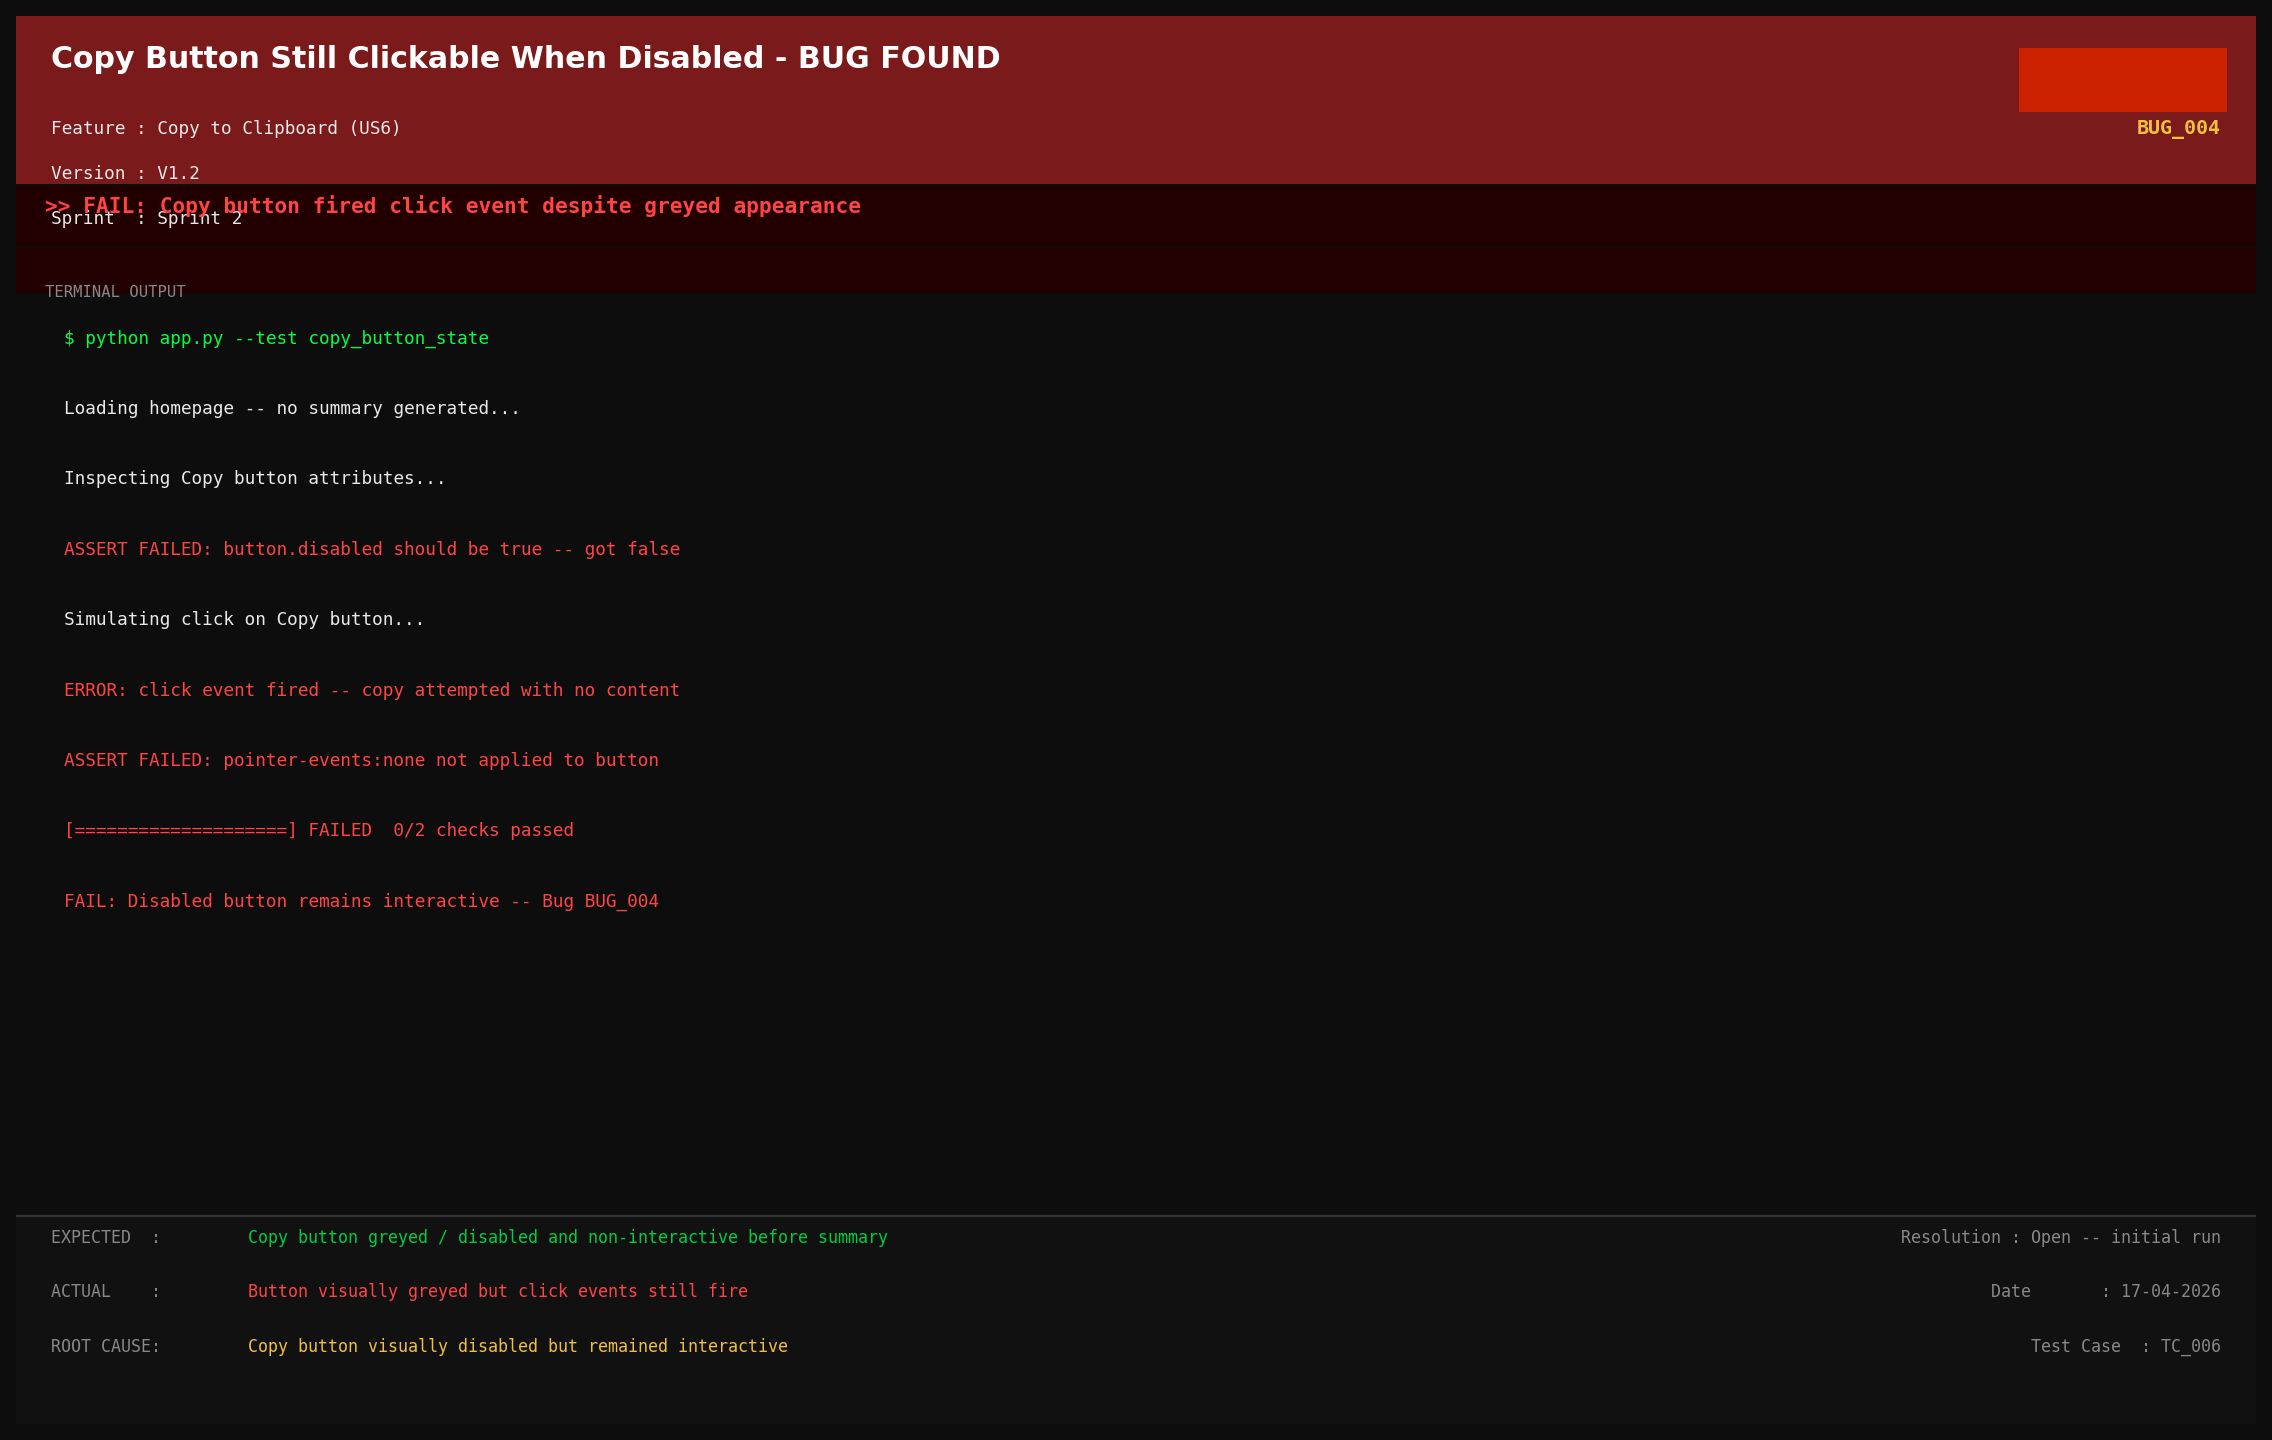 Copy Button Still Clickable When Disabled - BUG FOUND
Feature : Copy to Clipboard (US6)
BUG_004
Version : V1.2
>> FAIL: Copy button fired click event despite greyed appearance
Sprint  : Sprint 2
TERMINAL OUTPUT
$ python app.py --test copy_button_state
Loading homepage -- no summary generated...
Inspecting Copy button attributes...
ASSERT FAILED: button.disabled should be true -- got false
Simulating click on Copy button...
ERROR: click event fired -- copy attempted with no content
ASSERT FAILED: pointer-events:none not applied to button
[====================] FAILED  0/2 checks passed
FAIL: Disabled button remains interactive -- Bug BUG_004
EXPECTED  : Copy button greyed / disabled and non-interactive before summary
Resolution : Open -- initial run
ACTUAL    : Button visually greyed but click events still fire
Date       : 17-04-2026
ROOT CAUSE: Copy button visually disabled but remained interactive
Test Case  : TC_006